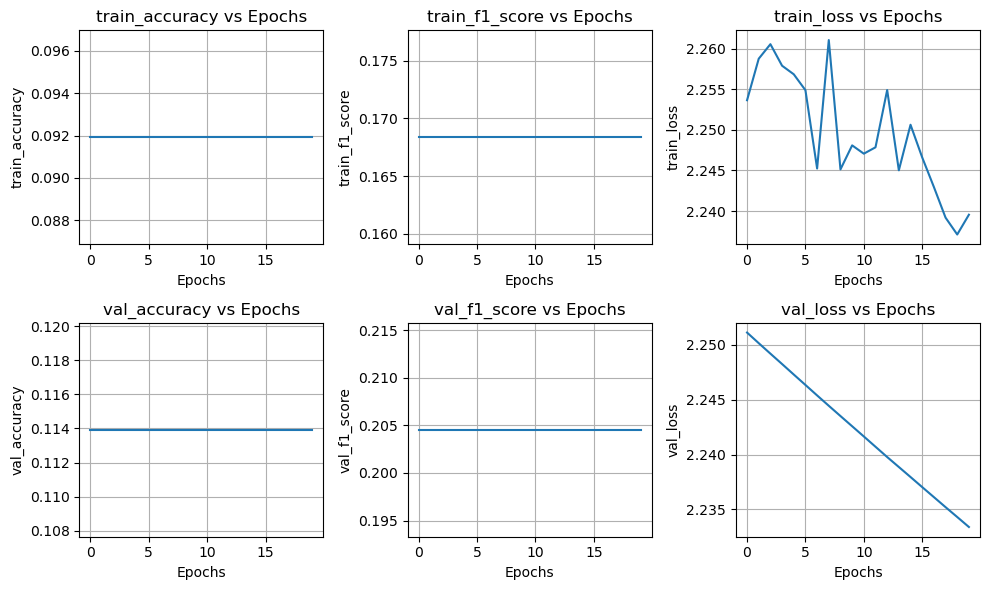 train_accuracy vs Epochs
train_accuracy
0.096
0.094
0.092
0.090
0.088
0 5 10 15
Epochs
train_f1_score vs Epochs
train_f1_score
0.175
0.170
0.165
0.160
0 5 10 15
Epochs
train_loss vs Epochs
train_loss
2.260
2.255
2.250
2.245
2.240
0 5 10 15
Epochs
val_accuracy vs Epochs
val_accuracy
0.120
0.118
0.116
0.114
0.112
0.110
0.108
0 5 10 15
Epochs
val_f1_score vs Epochs
val_f1_score
0.215
0.210
0.205
0.200
0.195
0 5 10 15
Epochs
val_loss vs Epochs
val_loss
2.250
2.245
2.240
2.235
0 5 10 15
Epochs